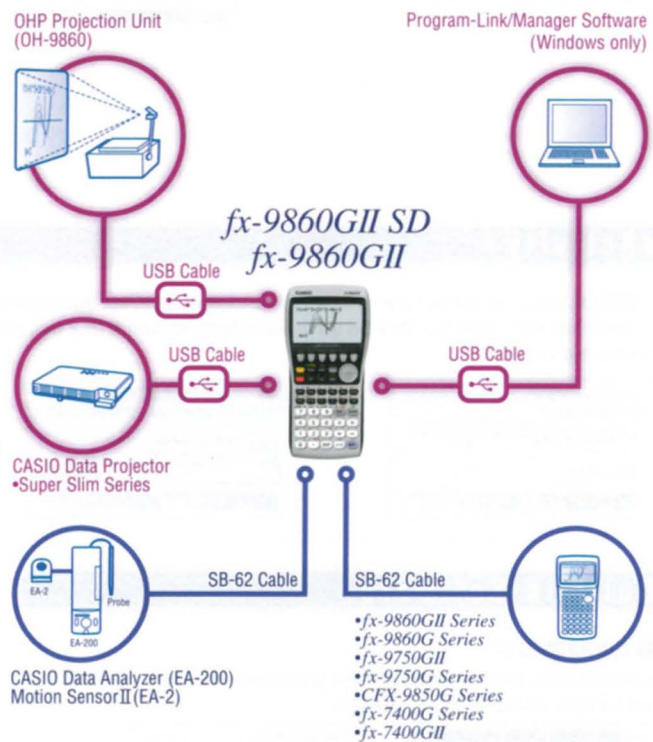 OHP Projection Unit
(OH-9860)
Program-Link/Manager Software
(Windows only)
fx-9860GII SD
fx-9860GII
USB Cable
USB Cable
USB Cable
CASIO Data Projector
•Super Slim Series
SB-62 Cable
SB-62 Cable
EA-2
Probe
EA-200
CASIO Data Analyzer (EA-200)
Motion SensorⅡ(EA-2)
•fx-9860GII Series
•fx-9860G Series
•fx-9750GII
•fx-9750G Series
•CFX-9850G Series
•fx-7400G Series
•fx-7400GII